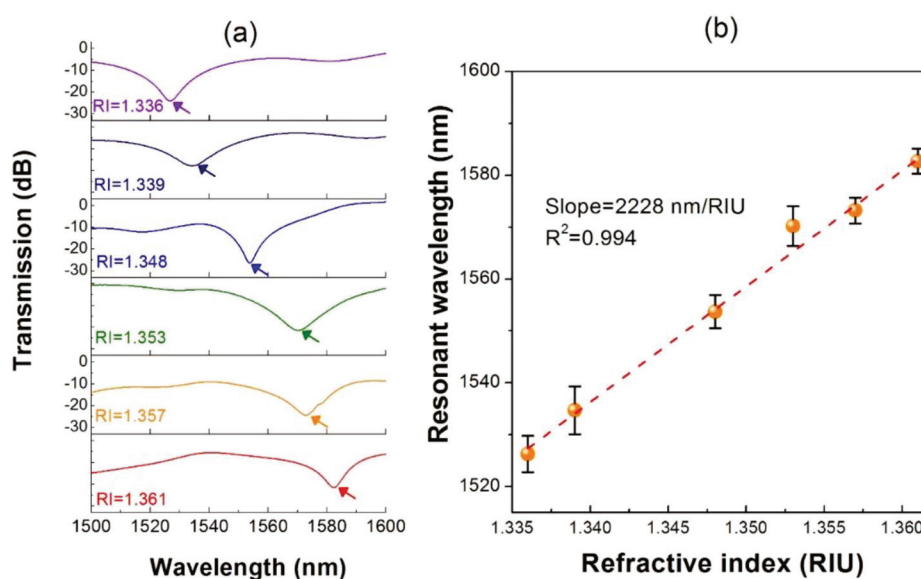 (a)
Transmission (dB)
0
-10
-20
-30
RI=1.336
RI=1.339
0
-10
-20
-30
RI=1.348
RI=1.353
0
-10
-20
-30
RI=1.357
RI=1.361
1500 1520 1540 1560 1580 1600
Wavelength (nm)
(b)
Resonant wavelength (nm)
1600
1580
1560
1540
1520
Slope=2228 nm/RIU
R²=0.994
1.335 1.340 1.345 1.350 1.355 1.360
Refractive index (RIU)